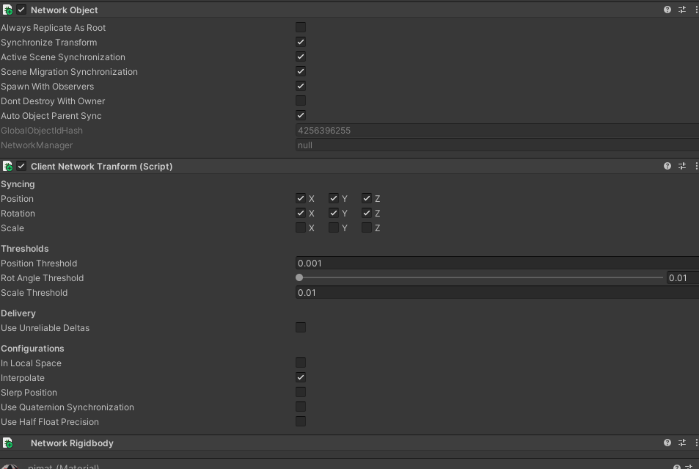 Network Object
Always Replicate As Root
Synchronize Transform
Active Scene Synchronization
Scene Migration Synchronization
Spawn With Observers
Dont Destroy With Owner
Auto Object Parent Sync
GlobalObjectIdHash 4256396255
NetworkManager null
Client Network Tranform (Script)
Syncing
Position X Y Z
Rotation X Y Z
Scale X Y Z
Thresholds
Position Threshold 0.001
Rot Angle Threshold 0.01
Scale Threshold 0.01
Delivery
Use Unreliable Deltas
Configurations
In Local Space
Interpolate
Slerp Position
Use Quaternion Synchronization
Use Half Float Precision
Network Rigidbody
(Material)